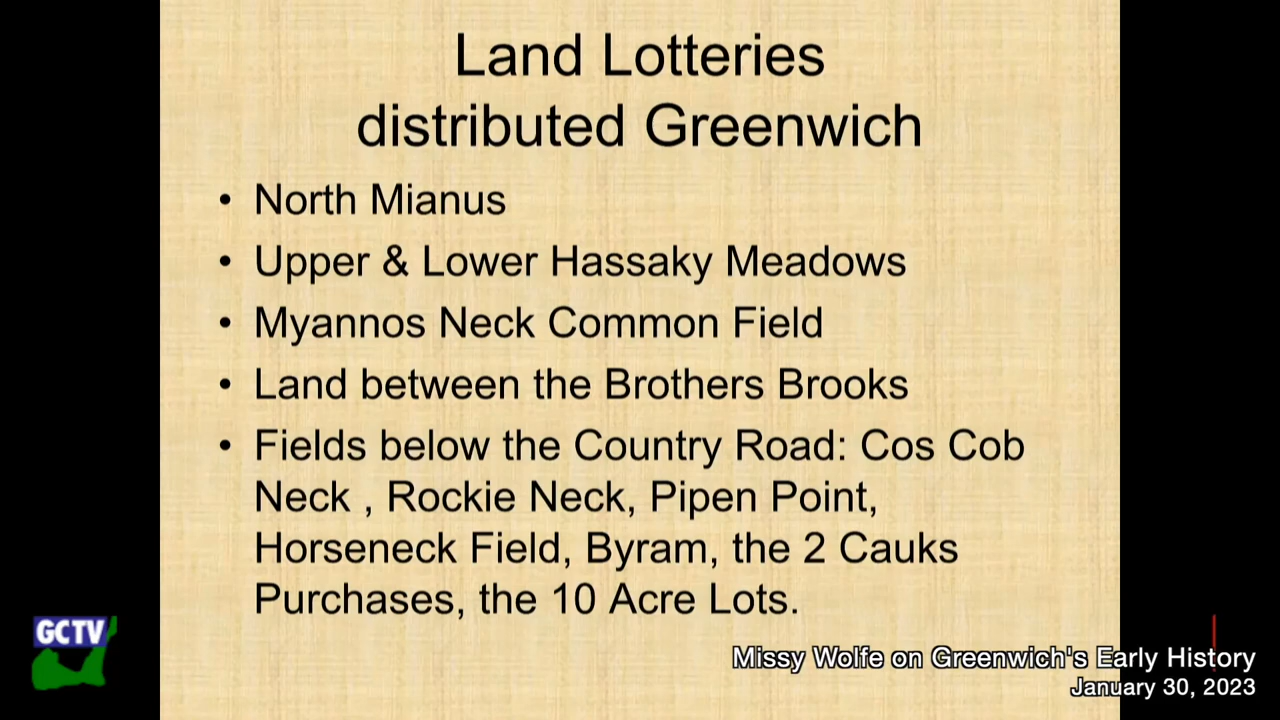 Land Lotteries
distributed Greenwich
• North Mianus
• Upper & Lower Hassaky Meadows
• Myannos Neck Common Field
• Land between the Brothers Brooks
• Fields below the Country Road: Cos Cob
Neck , Rockie Neck, Pipen Point,
Horseneck Field, Byram, the 2 Cauks
Purchases, the 10 Acre Lots.
GCTV
Missy Wolfe on Greenwich's Early History
January 30, 2023